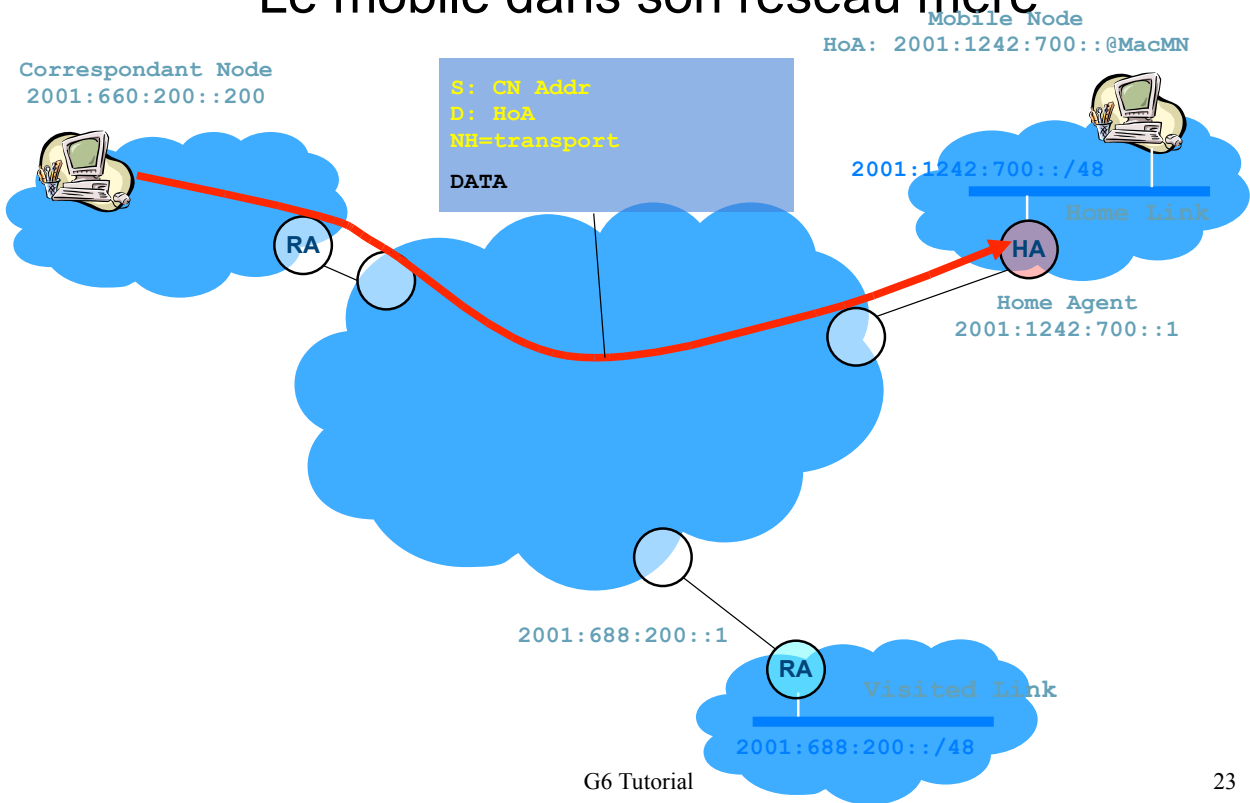 Le mobile dans son réseau mère
Mobile Node
HoA: 2001:1242:700::@MacMN
Correspondant Node
2001:660:200::200
S: CN Addr
D: HoA
NH=transport
DATA
2001:1242:700::/48
Home Link
RA
HA
Home Agent
2001:1242:700::1
2001:688:200::1
RA
Visited Link
2001:688:200::/48
G6 Tutorial
23